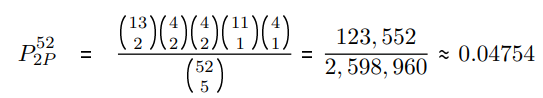 P_{2P}^{52} = \frac{\binom{13}{2}\binom{4}{2}\binom{4}{2}\binom{11}{1}\binom{4}{1}}{\binom{52}{5}} = \frac{123,552}{2,598,960} ≈ 0.04754